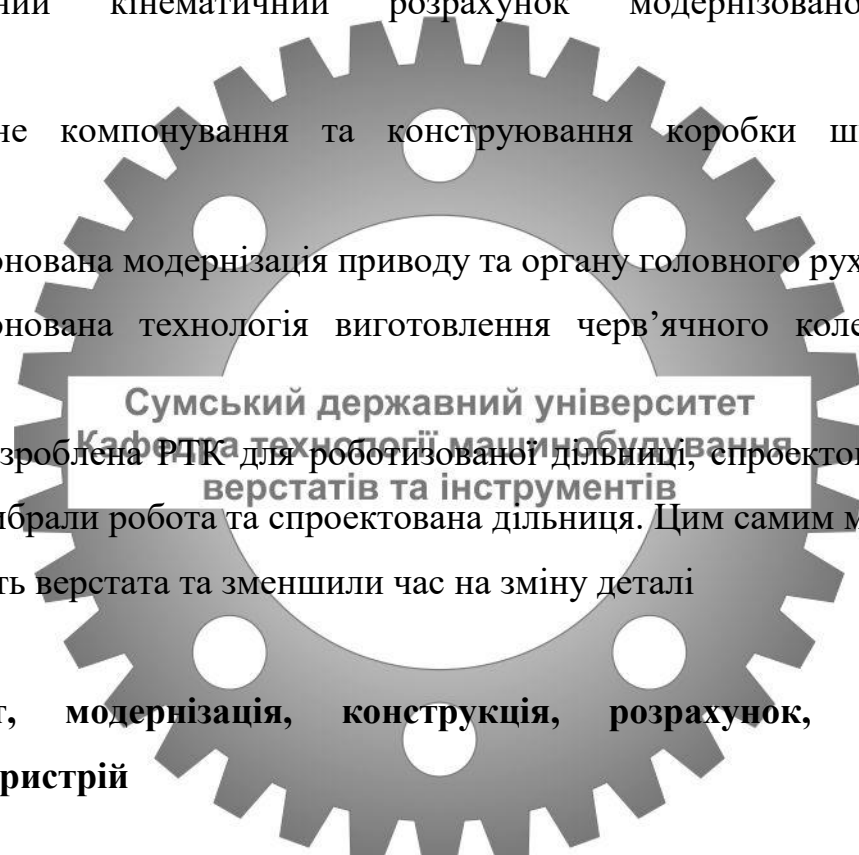 ний кінематичний розрахунок модернізовано
не компонування та конструювання коробки ш
онована модернізація приводу та органу головного рух
онована технологія виготовлення черв’ячного коле
Сумський державний університет
Кафедра технології машинобудування
зроблена РТК для роботизованої дільниці, спроекто
верстатів та інструментів
ибрали робота та спроектована дільниця. Цим самим м
ть верстата та зменшили час на зміну деталі
т, модернізація, конструкція, розрахунок,
ристрій